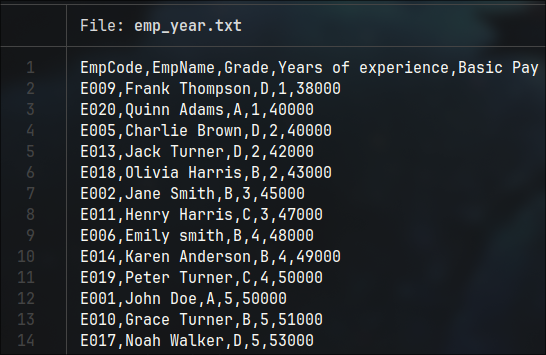 File: emp_year.txt
1 EmpCode,EmpName,Grade,Years of experience,Basic Pay
2 E009,Frank Thompson,D,1,38000
3 E020,Quinn Adams,A,1,40000
4 E005,Charlie Brown,D,2,40000
5 E013,Jack Turner,D,2,42000
6 E018,Olivia Harris,B,2,43000
7 E002,Jane Smith,B,3,45000
8 E011,Henry Harris,C,3,47000
9 E006,Emily smith,B,4,48000
10 E014,Karen Anderson,B,4,49000
11 E019,Peter Turner,C,4,50000
12 E001,John Doe,A,5,50000
13 E010,Grace Turner,B,5,51000
14 E017,Noah Walker,D,5,53000